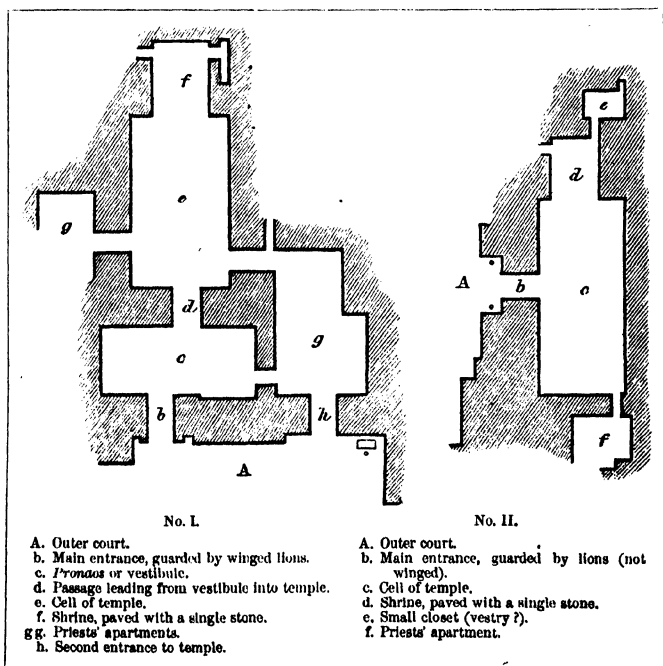 f
e
g
d
g
c
b
h
A
e
d
A
b
c
f
No. I.
A. Outer court.
b. Main entrance, guarded by winged lions.
c. Pronaos or vestibule.
d. Passage leading from vestibule into temple.
e. Cell of temple.
f. Shrine, paved with a single stone.
gg. Priests' apartments.
h. Second entrance to temple.
No. II.
A. Outer court.
b. Main entrance, guarded by lions (not
winged).
c. Cell of temple.
d. Shrine, paved with a single stone.
e. Small closet (vestry ?).
f. Priests' apartment.